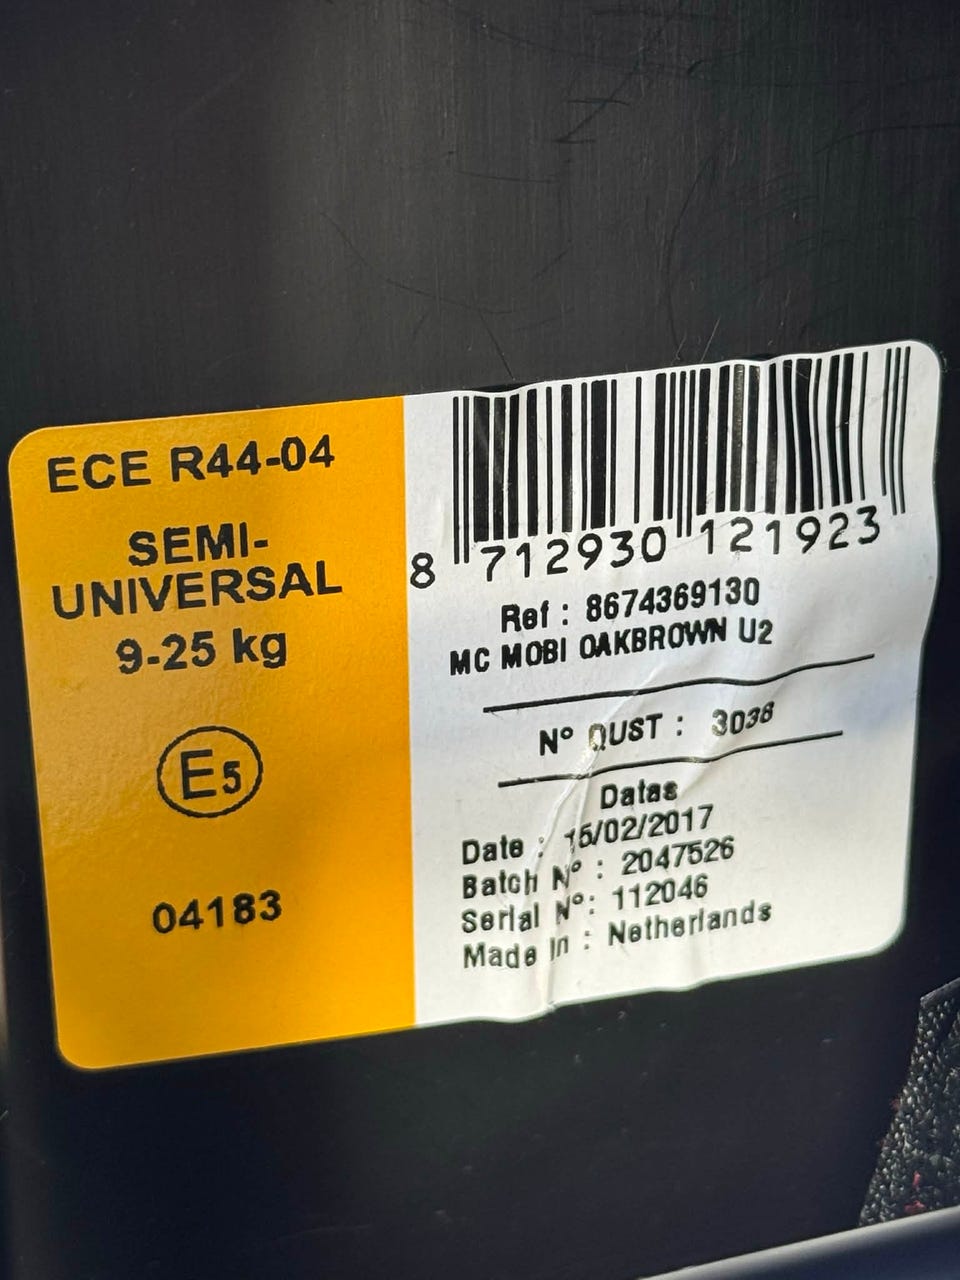 ECE R44-04
SEMI-
UNIVERSAL
9-25 kg
E5
04183
8 712930 121923
Ref : 8674369130
MC MOBI OAKBROWN U2
N° QUST : 3038
Datas
Date : 15/02/2017
Batch N° : 2047526
Serial N°: 112046
Made in : Netherlands